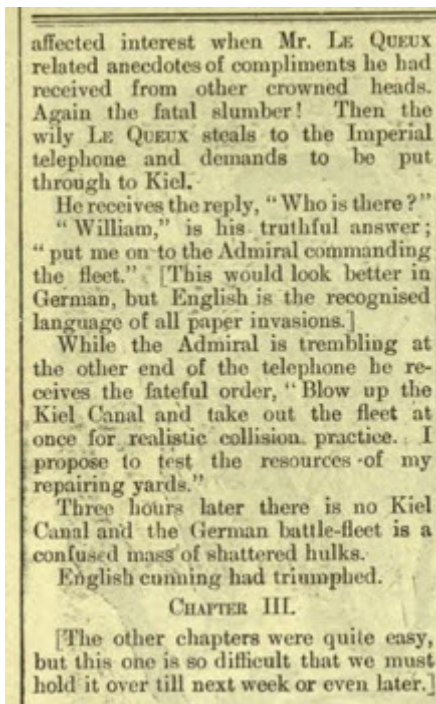 affected interest when Mr. LE QUEUX
related anecdotes of compliments he had
received from other crowned heads.
Again the fatal slumber! Then the
wily LE QUEUX steals to the Imperial
telephone and demands to be put
through to Kiel.
He receives the reply, “Who is there?”
“William,” is his truthful answer;
“put me on to the Admiral commanding
the fleet.” [This would look better in
German, but English is the recognised
language of all paper invasions.]
While the Admiral is trembling at
the other end of the telephone he re-
ceives the fateful order, “Blow up the
Kiel Canal and take out the fleet at
once for realistic collision practice. I
propose to test the resources of my
repairing yards.”
Three hours later there is no Kiel
Canal and the German battle-fleet is a
confused mass of shattered hulks.
English cunning had triumphed.
CHAPTER III.
[The other chapters were quite easy,
but this one is so difficult that we must
hold it over till next week or even later.]